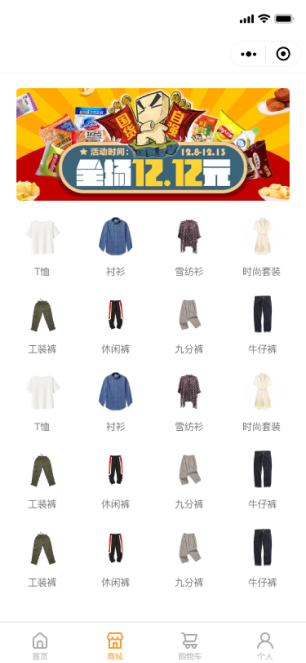 国货
自强
★ 活动时间： 12.8-12.13
全场12.12元
T恤 衬衫 雪纺衫 时尚套装
工装裤 休闲裤 九分裤 牛仔裤
T恤 衬衫 雪纺衫 时尚套装
工装裤 休闲裤 九分裤 牛仔裤
工装裤 休闲裤 九分裤 牛仔裤
首页 商城 购物车 个人